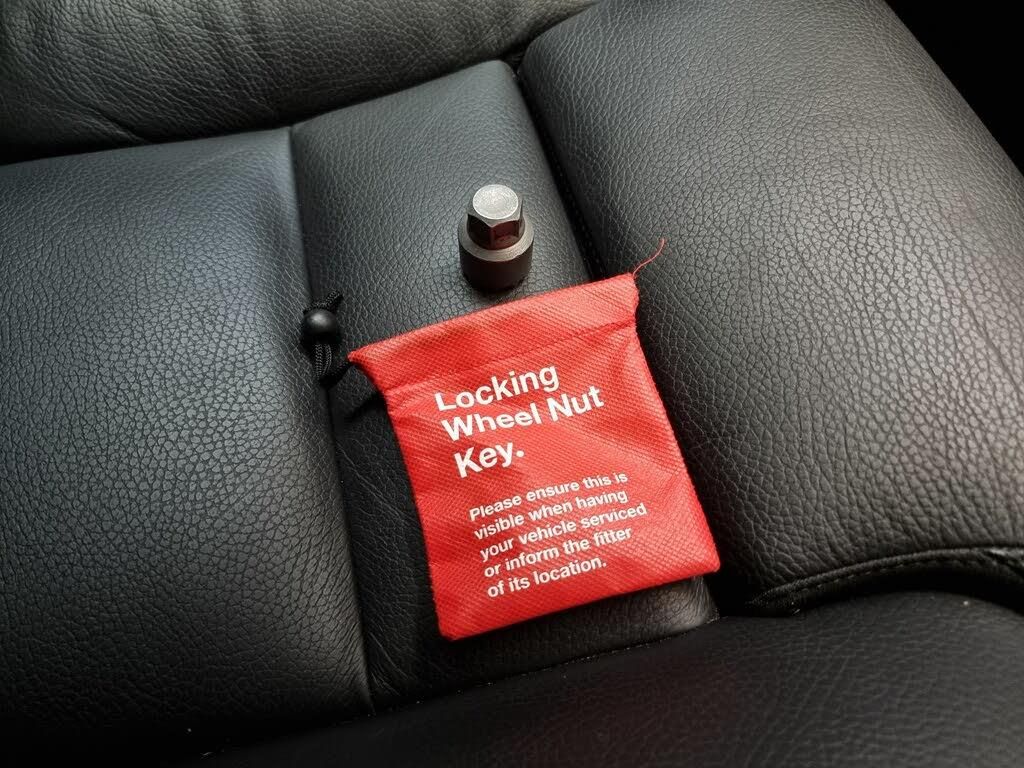 Locking
Wheel Nut
Key.
Please ensure this is
visible when having
your vehicle serviced
or inform the fitter
of its location.